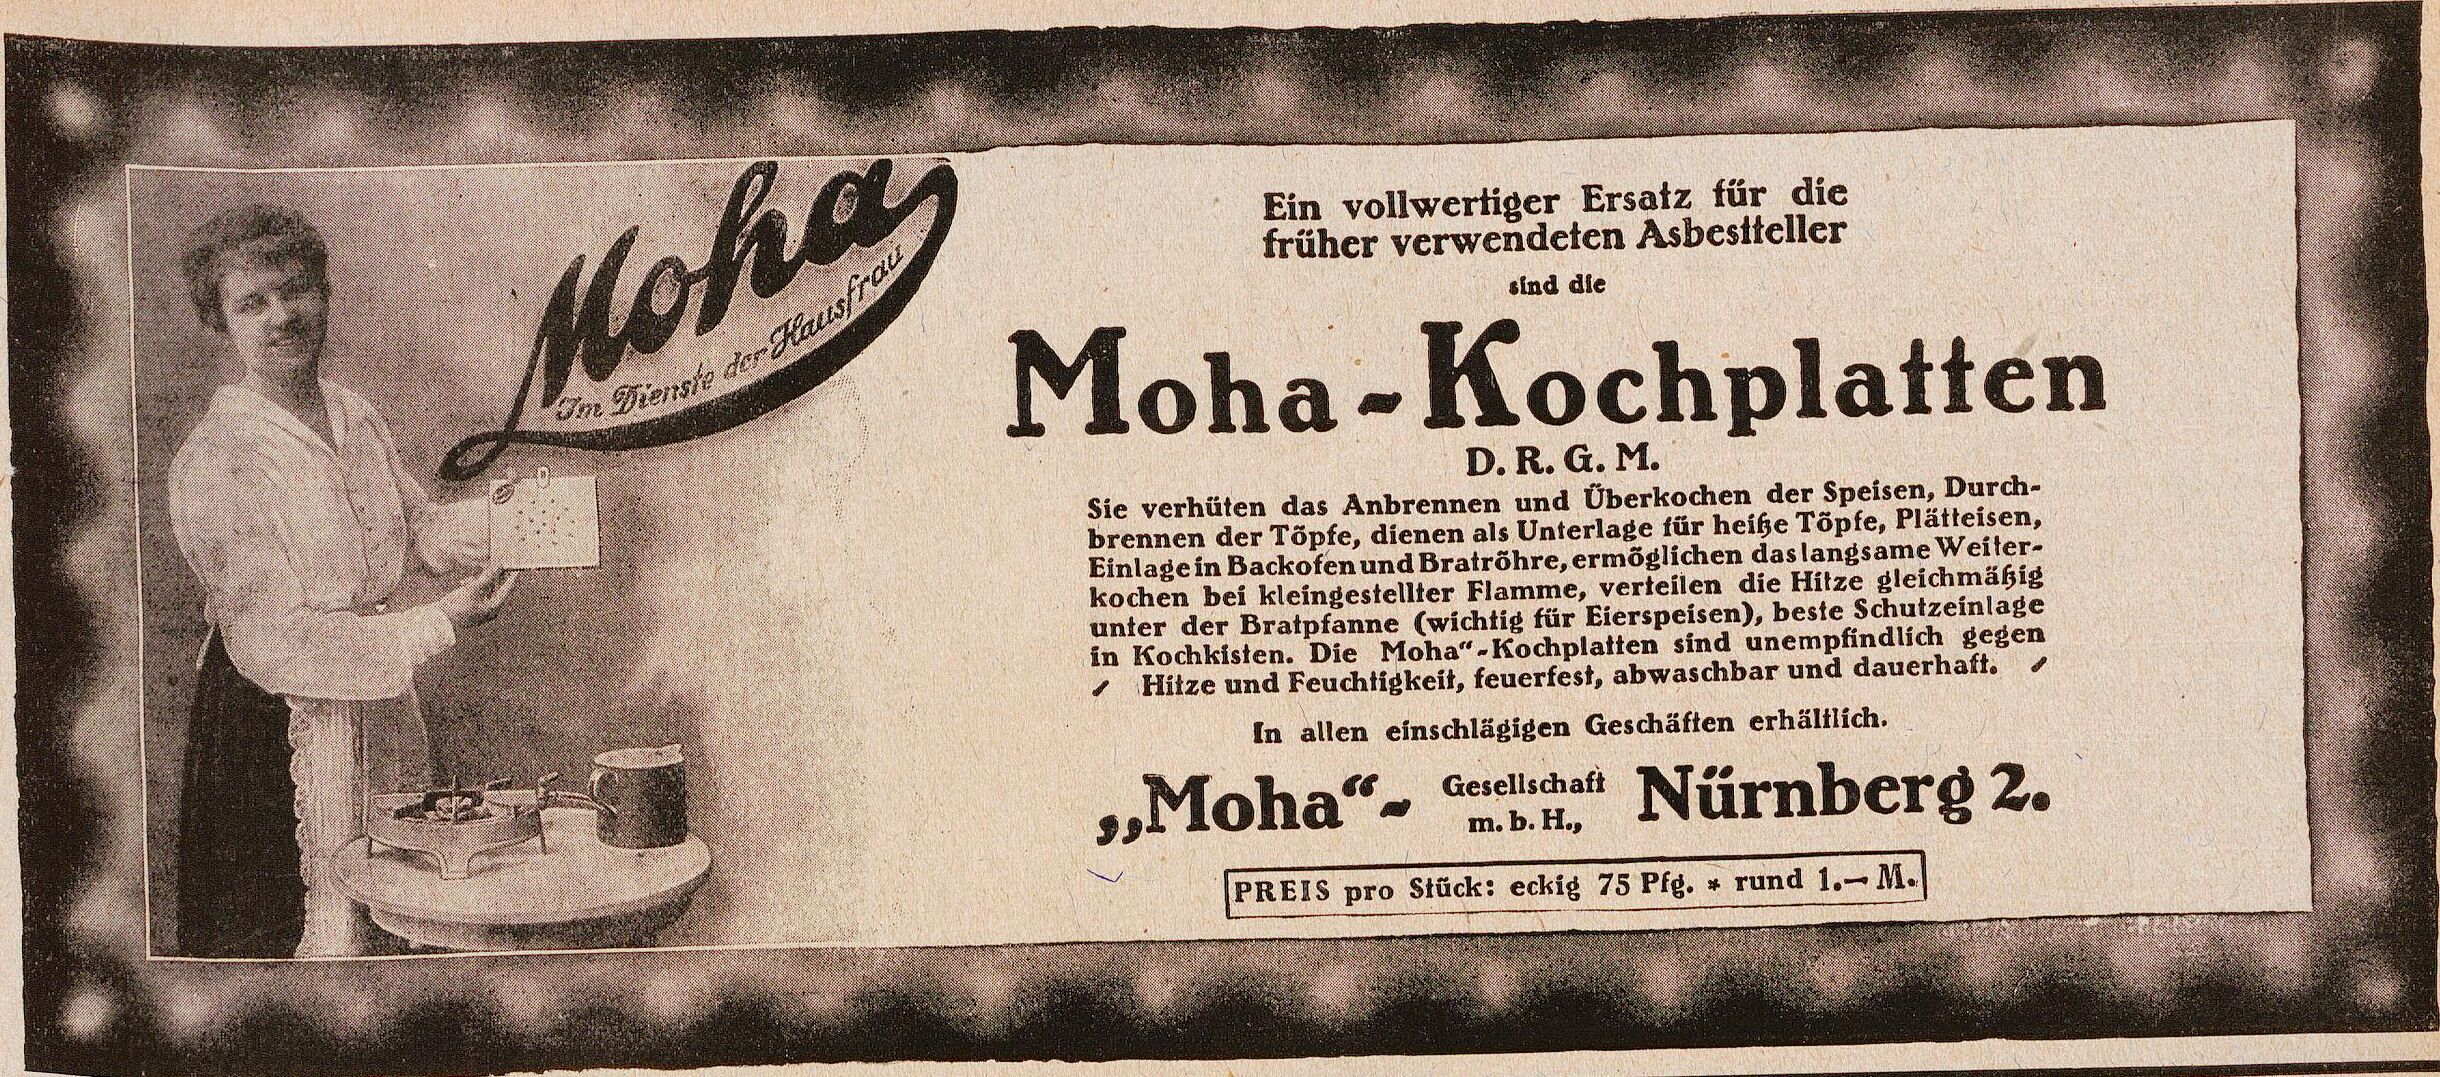 Moha
Im Dienste der Hausfrau
Ein vollwertiger Ersatz für die
früher verwendeten Asbestteller
sind die
Moha-Kochplatten
D. R. G. M.
Sie verhüten das Anbrennen und Überkochen der Speisen, Durch-
brennen der Töpfe, dienen als Unterlage für heiße Töpfe, Plätteisen,
Einlage in Backofen und Bratröhre, ermöglichen das langsame Weiter-
kochen bei kleingestellter Flamme, verteilen die Hitze gleichmäßig
unter der Bratpfanne (wichtig für Eierspeisen), beste Schutzeinlage
in Kochkisten. Die Moha“-Kochplatten sind unempfindlich gegen
Hitze und Feuchtigkeit, feuerfest, abwaschbar und dauerhaft.
In allen einschlägigen Geschäften erhältlich.
„Moha“- Gesellschaft m. b. H., Nürnberg 2.
PREIS pro Stück: eckig 75 Pfg. * rund 1.— M.